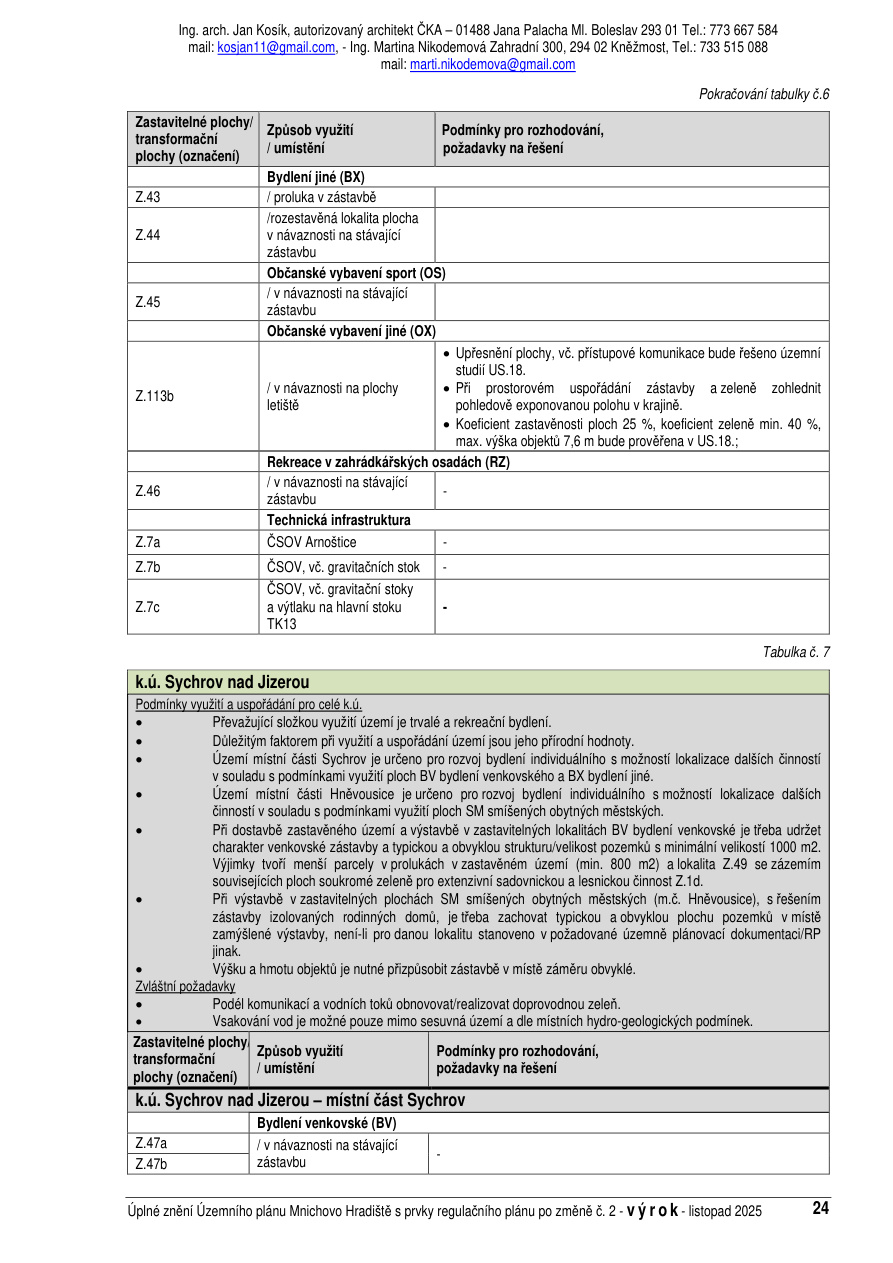 Ing. arch. Jan Kosík, autorizovaný architekt ČKA – 01488 Jana Palacha Ml. Boleslav 293 01 Tel.: 773 667 584
mail: kosjan11@gmail.com, - Ing. Martina Nikodemová Zahradní 300, 294 02 Kněžmost, Tel.: 733 515 088
mail: marti.nikodemova@gmail.com
Pokračování tabulky č.6
Zastavitelné plochy/
transformační
plochy (označení)
Způsob využití
/ umístění
Podmínky pro rozhodování,
požadavky na řešení
Bydlení jiné (BX)
Z.43
/ proluka v zástavbě
Z.44
/rozestavěná lokalita plocha
v návaznosti na stávající
zástavbu
Občanské vybavení sport (OS)
Z.45
/ v návaznosti na stávající
zástavbu
Občanské vybavení jiné (OX)
Z.113b
/ v návaznosti na plochy
letiště
• Upřesnění plochy, vč. přístupové komunikace bude řešeno územní
studií US.18.
• Při prostorovém uspořádání zástavby a zeleně zohlednit
pohledově exponovanou polohu v krajině.
• Koeficient zastavěnosti ploch 25 %, koeficient zeleně min. 40 %,
max. výška objektů 7,6 m bude prověřena v US.18.;
Rekreace v zahrádkářských osadách (RZ)
Z.46
/ v návaznosti na stávající
zástavbu
-
Technická infrastruktura
Z.7a
ČSOV Arnoštice
-
Z.7b
ČSOV, vč. gravitačních stok
-
Z.7c
ČSOV, vč. gravitační stoky
a výtlaku na hlavní stoku
TK13
-
Tabulka č. 7
k.ú. Sychrov nad Jizerou
Podmínky využití a uspořádání pro celé k.ú.
• Převažující složkou využití území je trvalé a rekreační bydlení.
• Důležitým faktorem při využití a uspořádání území jsou jeho přírodní hodnoty.
• Území místní části Sychrov je určeno pro rozvoj bydlení individuálního s možností lokalizace dalších činností
v souladu s podmínkami využití ploch BV bydlení venkovského a BX bydlení jiné.
• Území místní části Hněvousice je určeno pro rozvoj bydlení individuálního s možností lokalizace dalších
činností v souladu s podmínkami využití ploch SM smíšených obytných městských.
• Při dostavbě zastavěného území a výstavbě v zastavitelných lokalitách BV bydlení venkovské je třeba udržet
charakter venkovské zástavby a typickou a obvyklou strukturu/velikost pozemků s minimální velikostí 1000 m2.
Výjimky tvoří menší parcely v prolukách v zastavěném území (min. 800 m2) a lokalita Z.49 se zázemím
souvisejících ploch soukromé zeleně pro extenzivní sadovnickou a lesnickou činnost Z.1d.
• Při výstavbě v zastavitelných plochách SM smíšených obytných městských (m.č. Hněvousice), s řešením
zástavby izolovaných rodinných domů, je třeba zachovat typickou a obvyklou plochu pozemků v místě
zamýšlené výstavby, není-li pro danou lokalitu stanoveno v požadované územně plánovací dokumentaci/RP
jinak.
• Výšku a hmotu objektů je nutné přizpůsobit zástavbě v místě záměru obvyklé.
Zvláštní požadavky
• Podél komunikací a vodních toků obnovovat/realizovat doprovodnou zeleň.
• Vsakování vod je možné pouze mimo sesuvná území a dle místních hydro-geologických podmínek.
Zastavitelné plochy/
transformační
plochy (označení)
Způsob využití
/ umístění
Podmínky pro rozhodování,
požadavky na řešení
k.ú. Sychrov nad Jizerou – místní část Sychrov
Bydlení venkovské (BV)
Z.47a
Z.47b
/ v návaznosti na stávající
zástavbu
-
Úplné znění Územního plánu Mnichovo Hradiště s prvky regulačního plánu po změně č. 2 - v ý r o k - listopad 2025
24